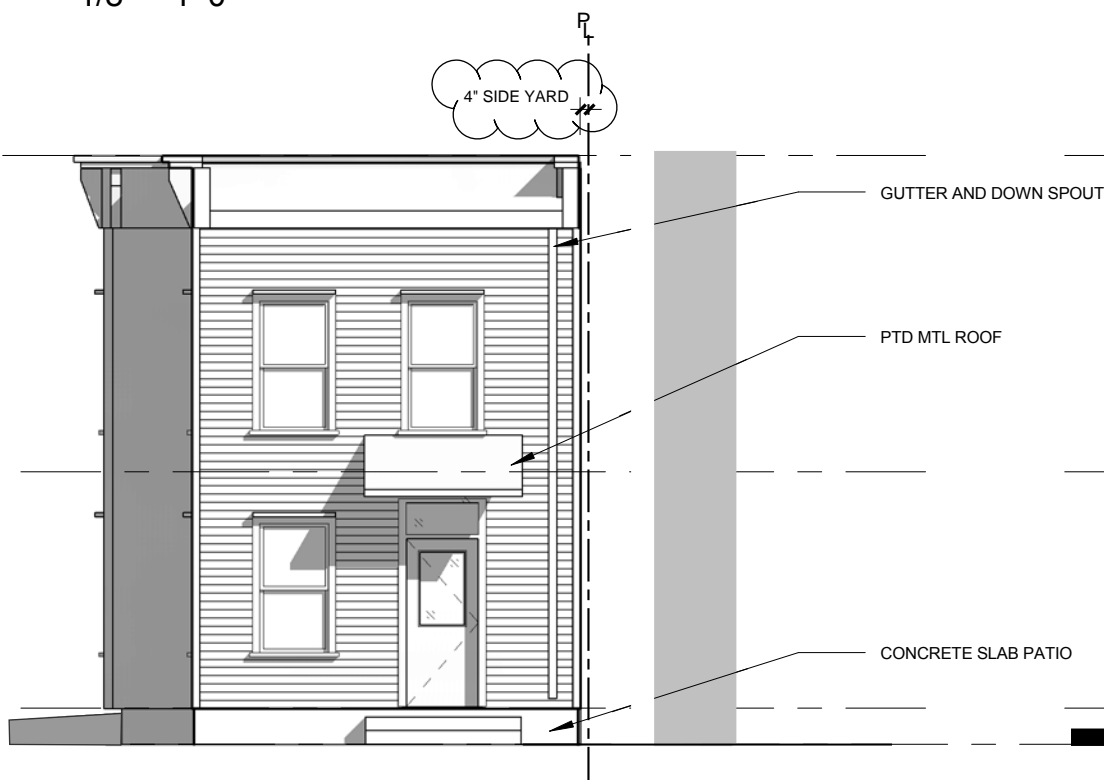 PL
4" SIDE YARD
GUTTER AND DOWN SPOUT
PTD MTL ROOF
CONCRETE SLAB PATIO